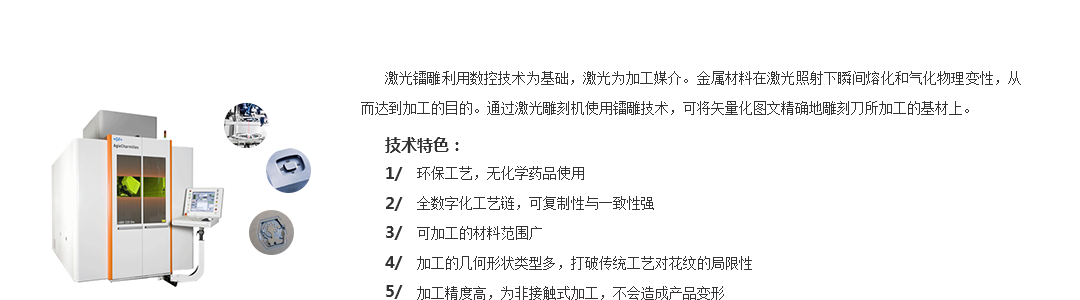 激光镭雕利用数控技术为基础，激光为加工媒介。金属材料在激光照射下瞬间熔化和气化物理变性，从
而达到加工的目的。通过激光雕刻机使用镭雕技术，可将矢量化图文精确地雕刻刀所加工的基材上。
技术特色：
1/ 环保工艺，无化学药品使用
2/ 全数字化工艺链，可复制性与一致性强
3/ 可加工的材料范围广
4/ 加工的几何形状类型多，打破传统工艺对花纹的局限性
5/ 加工精度高，为非接触式加工，不会造成产品变形
AgieCharmilles